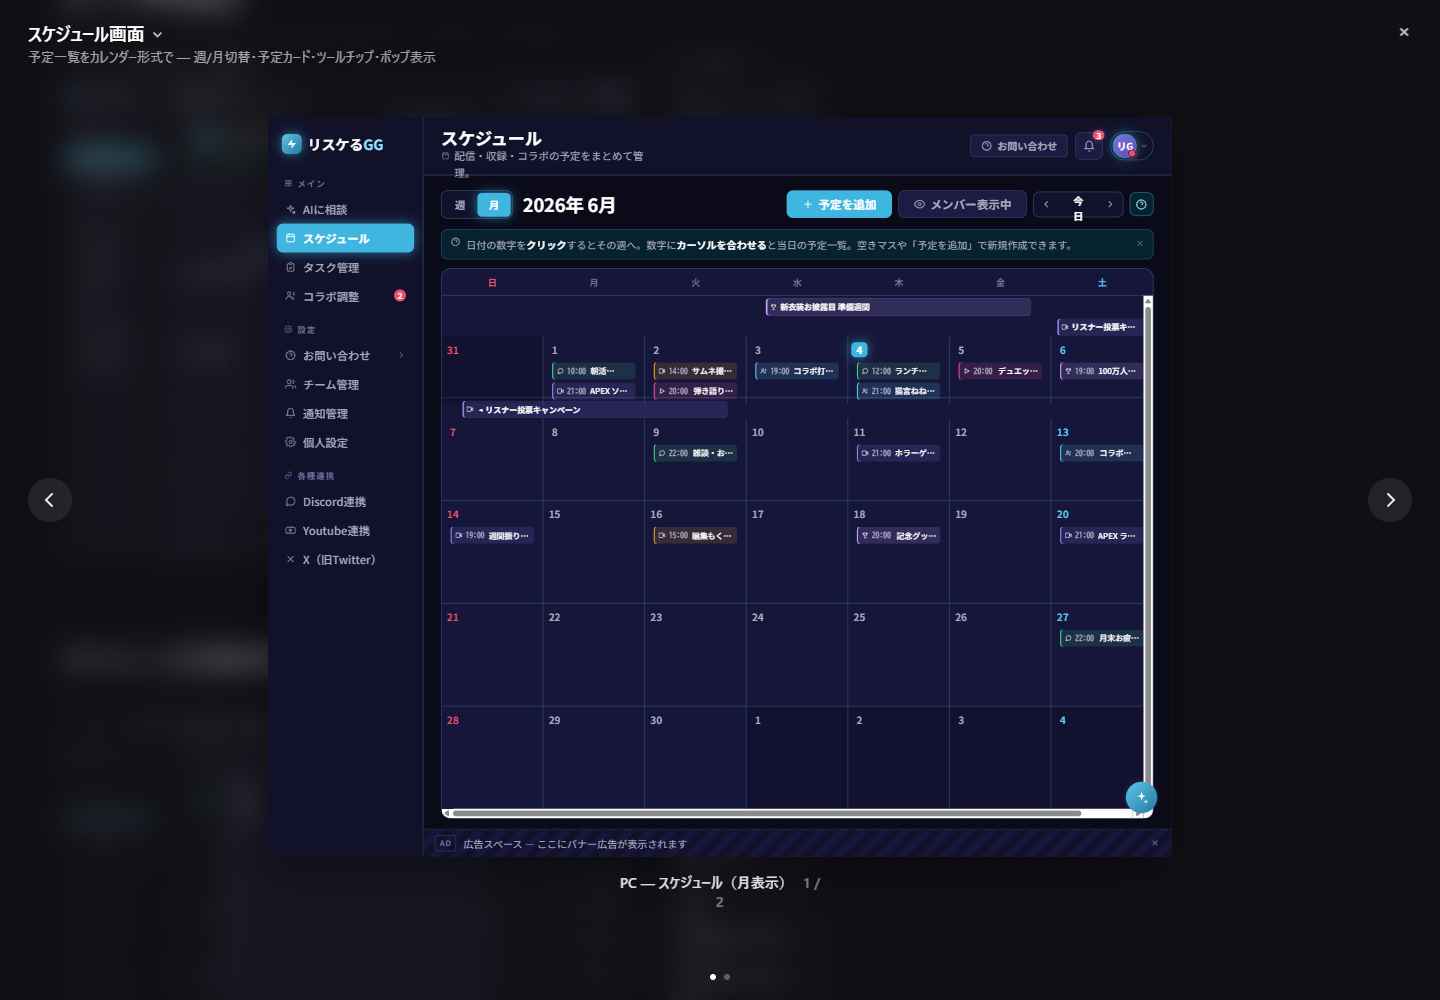 スケジュール画面
予定一覧をカレンダー形式で — 週/月切替・予定カード・ツールチップ・ポップ表示
×
リスケるGG
メイン
AIに相談
スケジュール
タスク管理
コラボ調整 2
設定
お問い合わせ
チーム管理
通知管理
個人設定
各種連携
Discord連携
Youtube連携
X（旧Twitter）
スケジュール
配信・収録・コラボの予定をまとめて管
理。
お問い合わせ
3
リG
週 月 2026年 6月
+ 予定を追加
メンバー表示中
今
日
日付の数字をクリックするとその週へ。数字にカーソルを合わせると当日の予定一覧。空きマスや「予定を追加」で新規作成できます。
×
日 月 火 水 木 金 土
新衣装お披露目 準備週間
リスナー投票キ…
31 1 2 3 4 5 6
10:00 朝活… 14:00 サムネ撮… 19:00 コラボ打… 12:00 ランチ… 20:00 デュエッ… 19:00 100万人…
21:00 APEX ソ… 20:00 弾き語り… 21:00 猫宮ねね…
◂ リスナー投票キャンペーン
7 8 9 10 11 12 13
22:00 雑談・お… 21:00 ホラーゲ… 20:00 コラボ…
14 15 16 17 18 19 20
19:00 週間振り… 15:00 編集もく… 20:00 記念グッ… 21:00 APEX ラ…
21 22 23 24 25 26 27
22:00 月末お疲…
28 29 30 1 2 3 4
AD 広告スペース — ここにバナー広告が表示されます ×
PC — スケジュール（月表示） 1 /
2